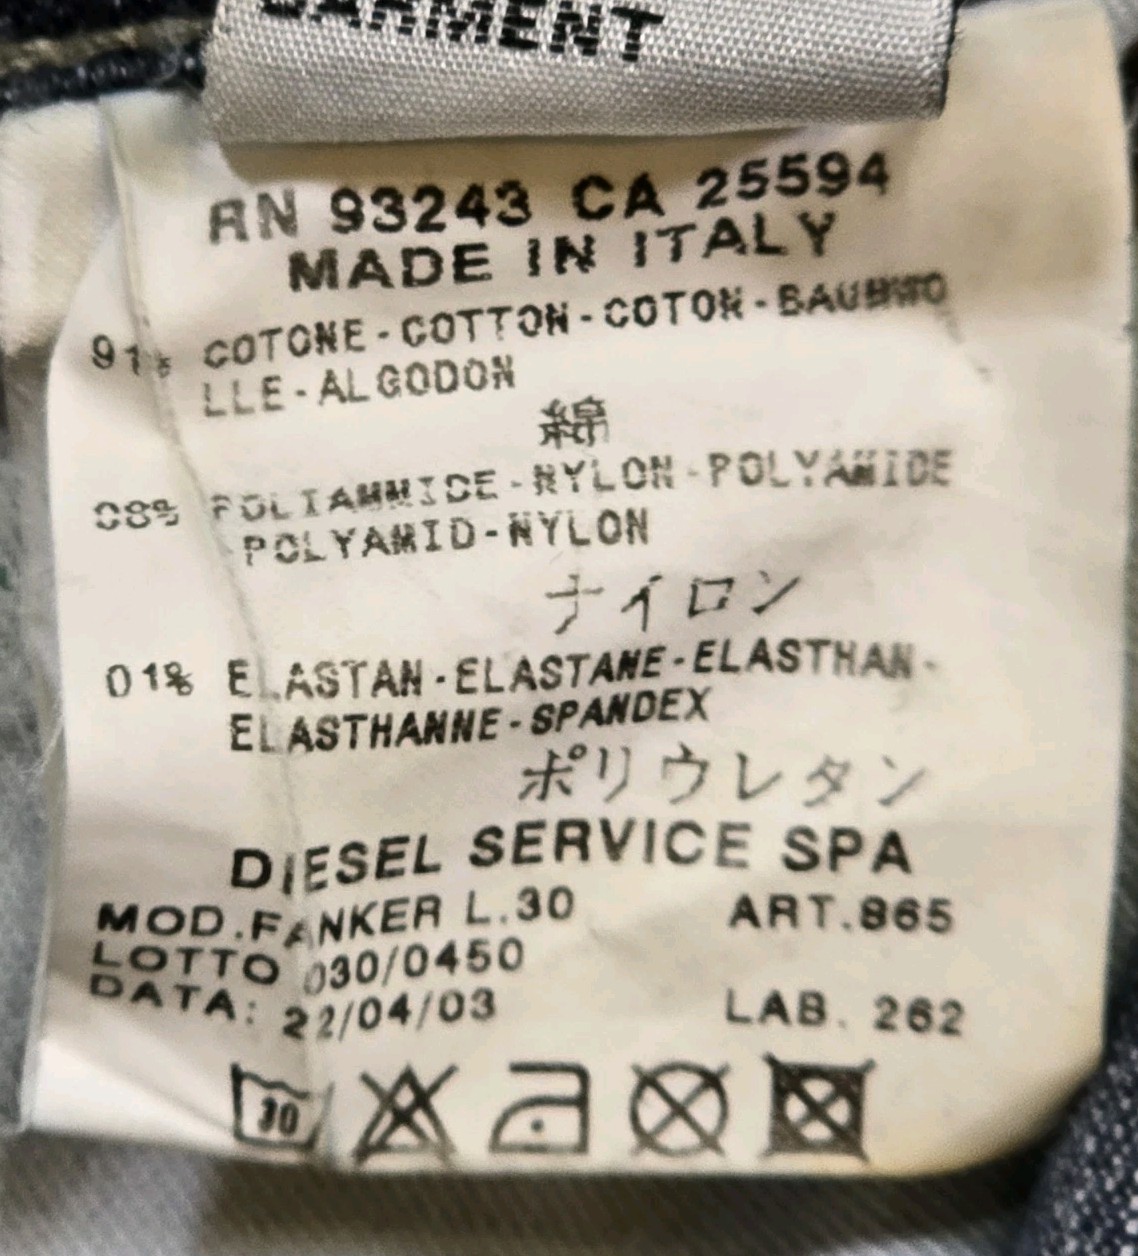 GARMENT
RN 93243 CA 25594
MADE IN ITALY
91% COTONE-COTTON-COTON-BAUMWO
LLE-ALGODON
綿
08% POLIAMMIDE-NYLON-POLYAMIDE
POLYAMID-NYLON
ナイロン
01% ELASTAN-ELASTANE-ELASTHAN-
ELASTHANNE-SPANDEX
ポリウレタン
DIESEL SERVICE SPA
MOD.FANKER L.30 ART.865
LOTTO 030/0450
DATA: 22/04/03 LAB. 262
30